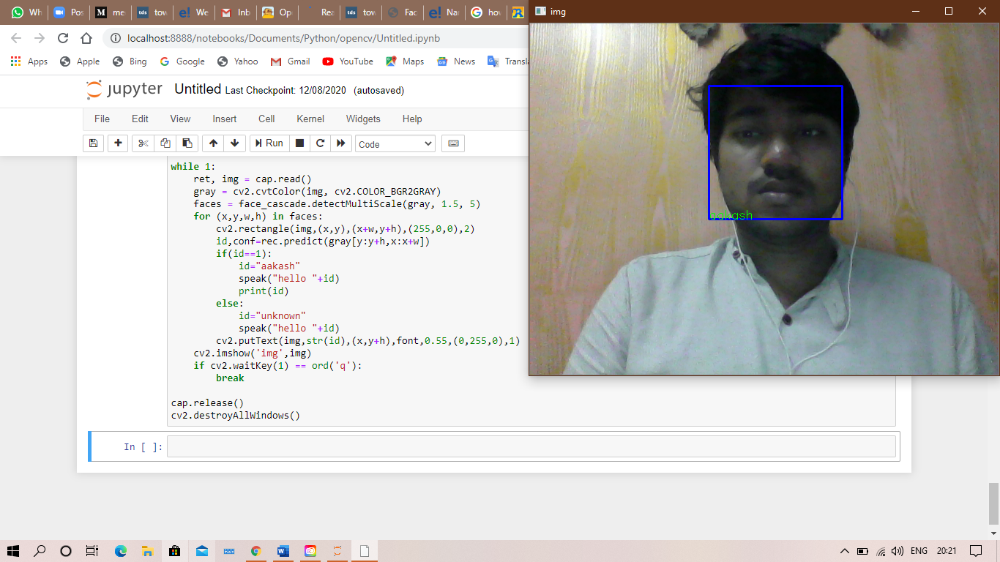 Wh
Pos
me
tds
tow
e!
We
Inb
Op
Rea
tds
tow
Fac
e!
Na
hov
img
localhost:8888/notebooks/Documents/Python/opencv/Untitled.ipynb
Apps
Apple
Bing
Google
Yahoo
Gmail
YouTube
Maps
News
Transla
jupyter Untitled Last Checkpoint: 12/08/2020 (autosaved)
File Edit View Insert Cell Kernel Widgets Help
Run
Code
while 1:
    ret, img = cap.read()
    gray = cv2.cvtColor(img, cv2.COLOR_BGR2GRAY)
    faces = face_cascade.detectMultiScale(gray, 1.5, 5)
    for (x,y,w,h) in faces:
        cv2.rectangle(img,(x,y),(x+w,y+h),(255,0,0),2)
        id,conf=rec.predict(gray[y:y+h,x:x+w])
        if(id==1):
            id="aakash"
            speak("hello "+id)
            print(id)
        else:
            id="unknown"
            speak("hello "+id)
        cv2.putText(img,str(id),(x,y+h),font,0.55,(0,255,0),1)
    cv2.imshow('img',img)
    if cv2.waitKey(1) == ord('q'):
        break
cap.release()
cv2.destroyAllWindows()
aakash
In [ ]:
ENG
20:21